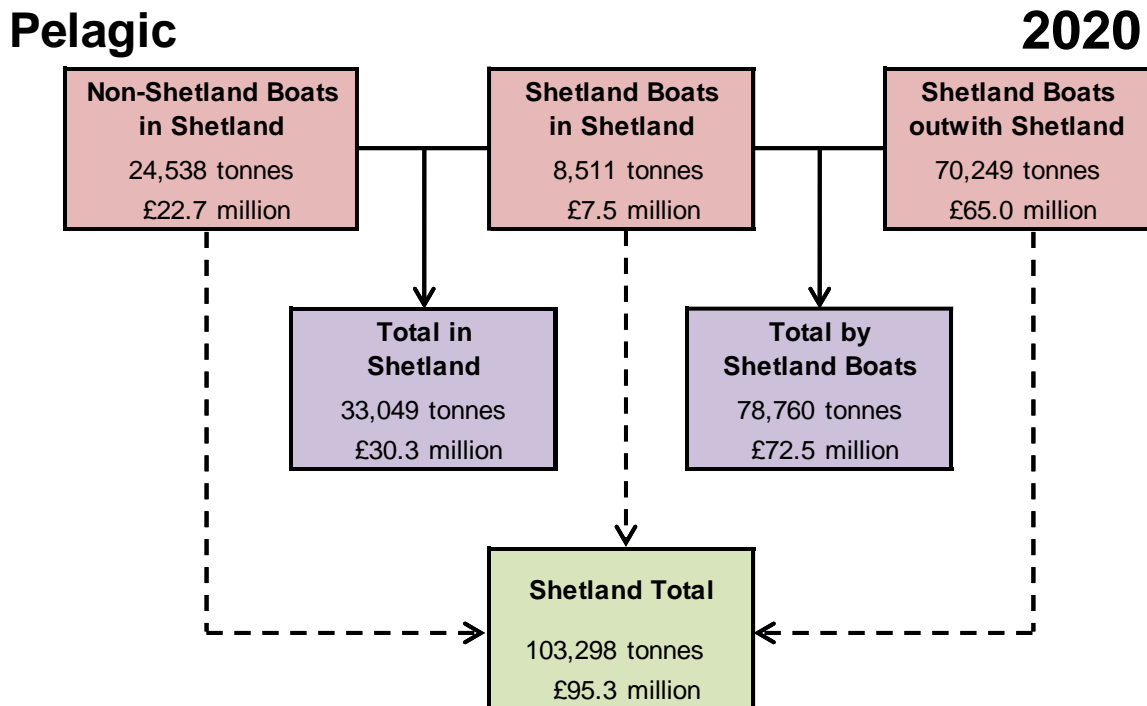 Pelagic
2020
Non-Shetland Boats
in Shetland
24,538 tonnes
£22.7 million
Shetland Boats
in Shetland
8,511 tonnes
£7.5 million
Shetland Boats
outwith Shetland
70,249 tonnes
£65.0 million
Total in
Shetland
33,049 tonnes
£30.3 million
Total by
Shetland Boats
78,760 tonnes
£72.5 million
Shetland Total
103,298 tonnes
£95.3 million